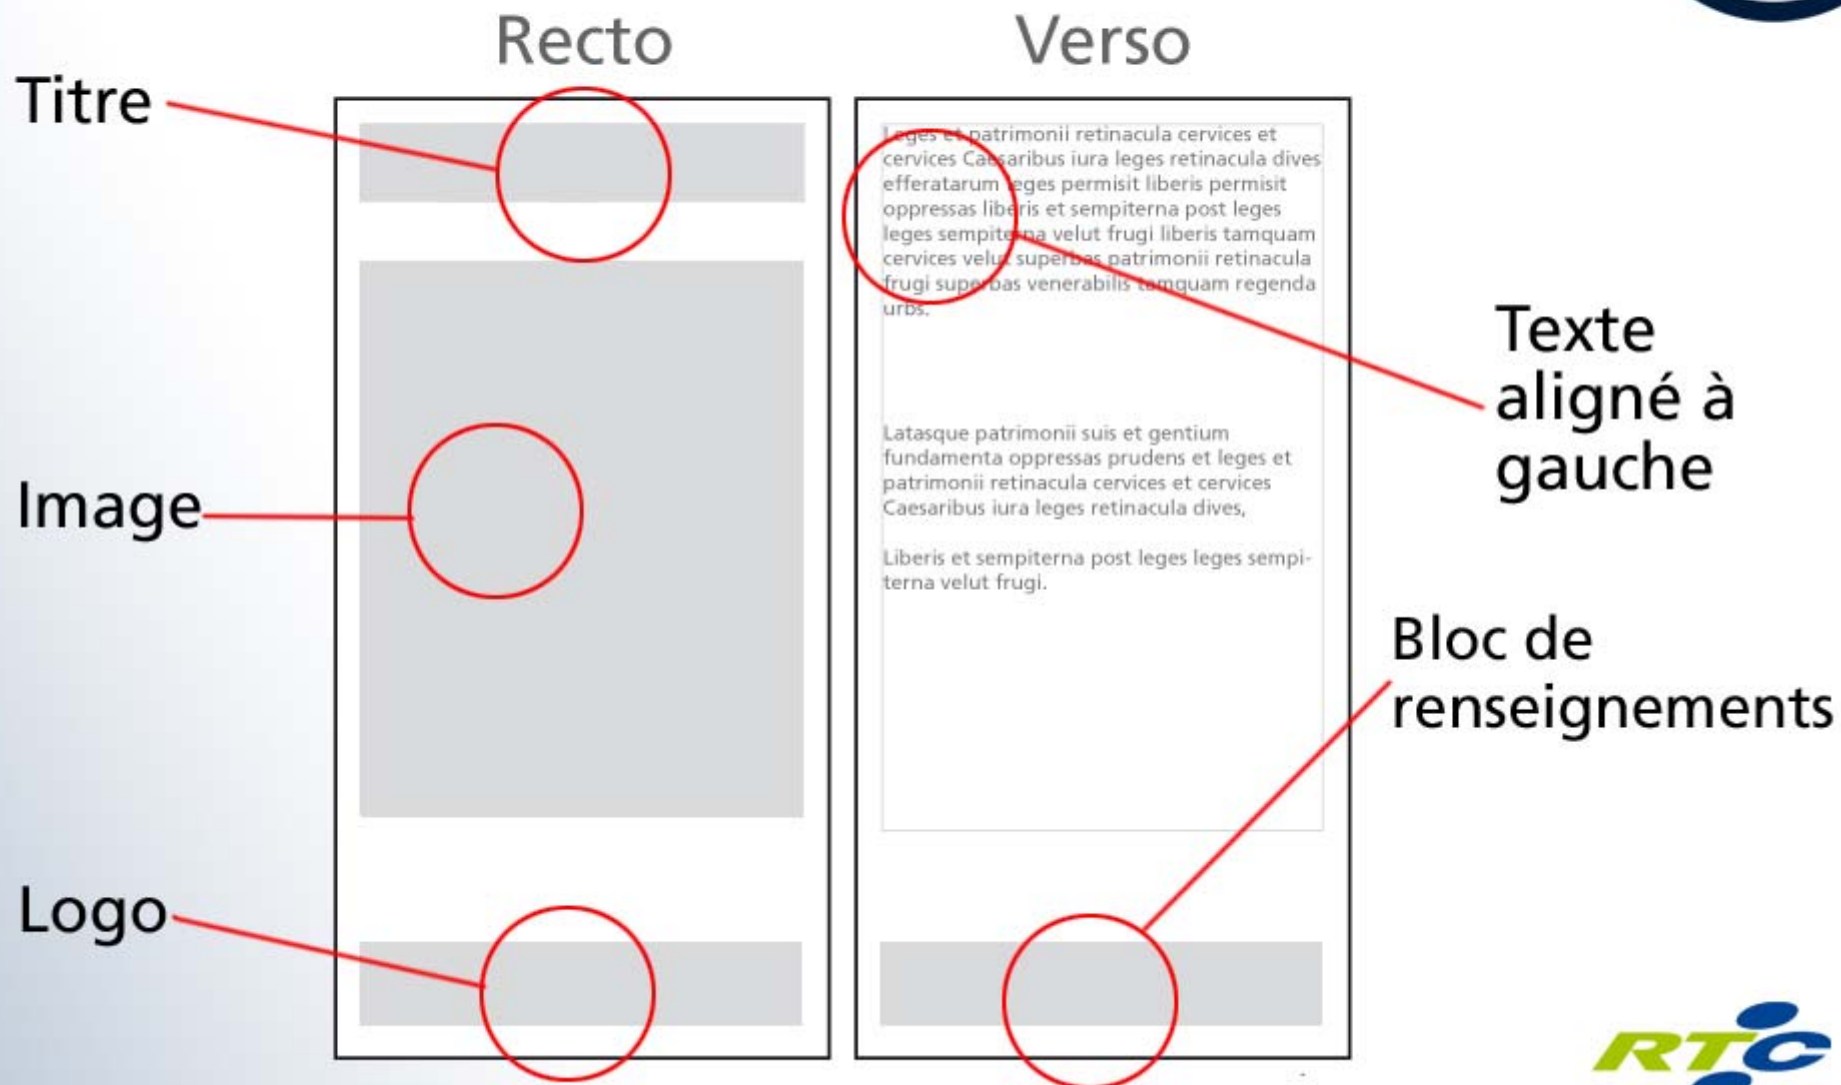 Recto
Verso
Titre
Image
Logo
Leges et patrimonii retinacula cervices et
cervices Caesaribus iura leges retinacula dives
efferatarum leges permisit liberis permisit
oppressas liberis et sempiterna post leges
leges sempiterna velut frugi liberis tamquam
cervices velut superbas patrimonii retinacula
frugi superbas venerabilis tamquam regenda
urbs.
Latasque patrimonii suis et gentium
fundamenta oppressas prudens et leges et
patrimonii retinacula cervices et cervices
Caesaribus iura leges retinacula dives,
Liberis et sempiterna post leges leges sempi-
terna velut frugi.
Texte
aligné à
gauche
Bloc de
renseignements
RTC